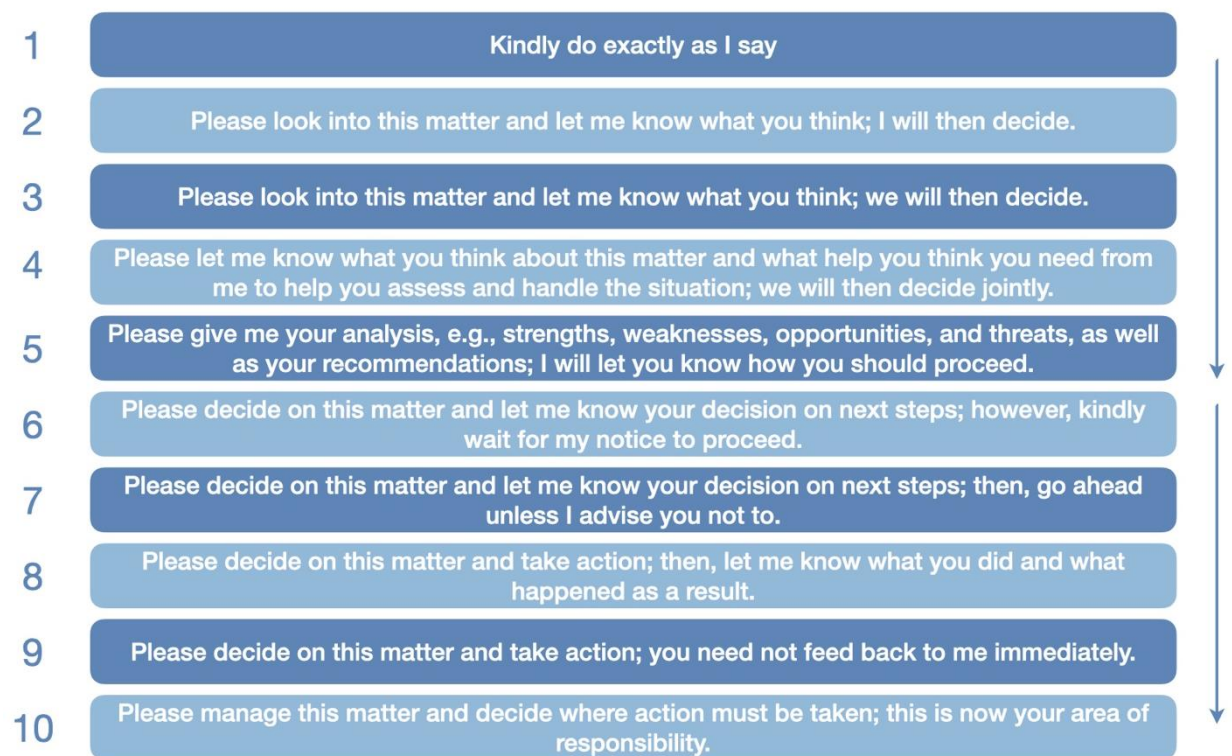 1
Kindly do exactly as I say
2
Please look into this matter and let me know what you think; I will then decide.
3
Please look into this matter and let me know what you think; we will then decide.
4
Please let me know what you think about this matter and what help you think you need from
me to help you assess and handle the situation; we will then decide jointly.
5
Please give me your analysis, e.g., strengths, weaknesses, opportunities, and threats, as well
as your recommendations; I will let you know how you should proceed.
6
Please decide on this matter and let me know your decision on next steps; however, kindly
wait for my notice to proceed.
7
Please decide on this matter and let me know your decision on next steps; then, go ahead
unless I advise you not to.
8
Please decide on this matter and take action; then, let me know what you did and what
happened as a result.
9
Please decide on this matter and take action; you need not feed back to me immediately.
10
Please manage this matter and decide where action must be taken; this is now your area of
responsibility.